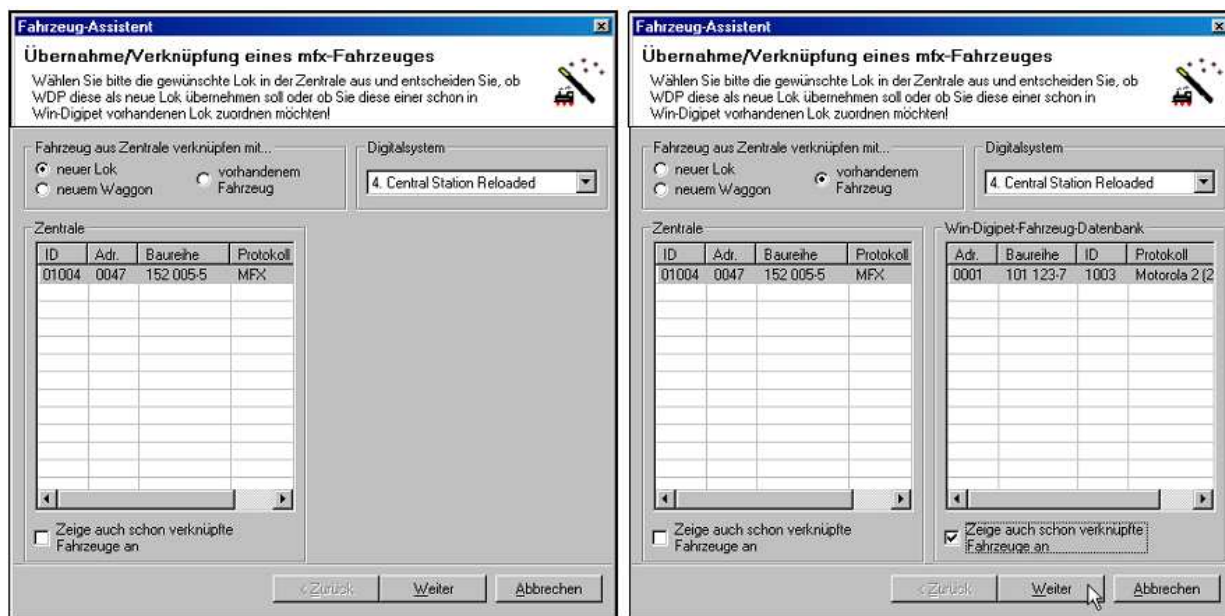 Fahrzeug-Assistent
Übernahme/Verknüpfung eines mfx-Fahrzeuges
Wählen Sie bitte die gewünschte Lok in der Zentrale aus und entscheiden Sie, ob
WDP diese als neue Lok übernehmen soll oder ob Sie diese einer schon in
Win-Digipet vorhandenen Lok zuordnen möchten!
Fahrzeug aus Zentrale verknüpfen mit...
neuer Lok
neuem Waggon
vorhandenem
Fahrzeug
Digitalsystem
4. Central Station Reloaded
Zentrale
ID Adr. Baureihe Protokoll
01004 0047 152 005-5 MFX
Zeige auch schon verknüpfte
Fahrzeuge an
< Zurück Weiter Abbrechen
Fahrzeug-Assistent
Übernahme/Verknüpfung eines mfx-Fahrzeuges
Wählen Sie bitte die gewünschte Lok in der Zentrale aus und entscheiden Sie, ob
WDP diese als neue Lok übernehmen soll oder ob Sie diese einer schon in
Win-Digipet vorhandenen Lok zuordnen möchten!
Fahrzeug aus Zentrale verknüpfen mit...
neuer Lok
neuem Waggon
vorhandenem
Fahrzeug
Digitalsystem
4. Central Station Reloaded
Zentrale
ID Adr. Baureihe Protokoll
01004 0047 152 005-5 MFX
Zeige auch schon verknüpfte
Fahrzeuge an
Win-Digipet-Fahrzeug-Datenbank
Adr. Baureihe ID Protokoll
0001 101 123-7 1003 Motorola 2 (2
Zeige auch schon verknüpfte
Fahrzeuge an
< Zurück Weiter Abbrechen